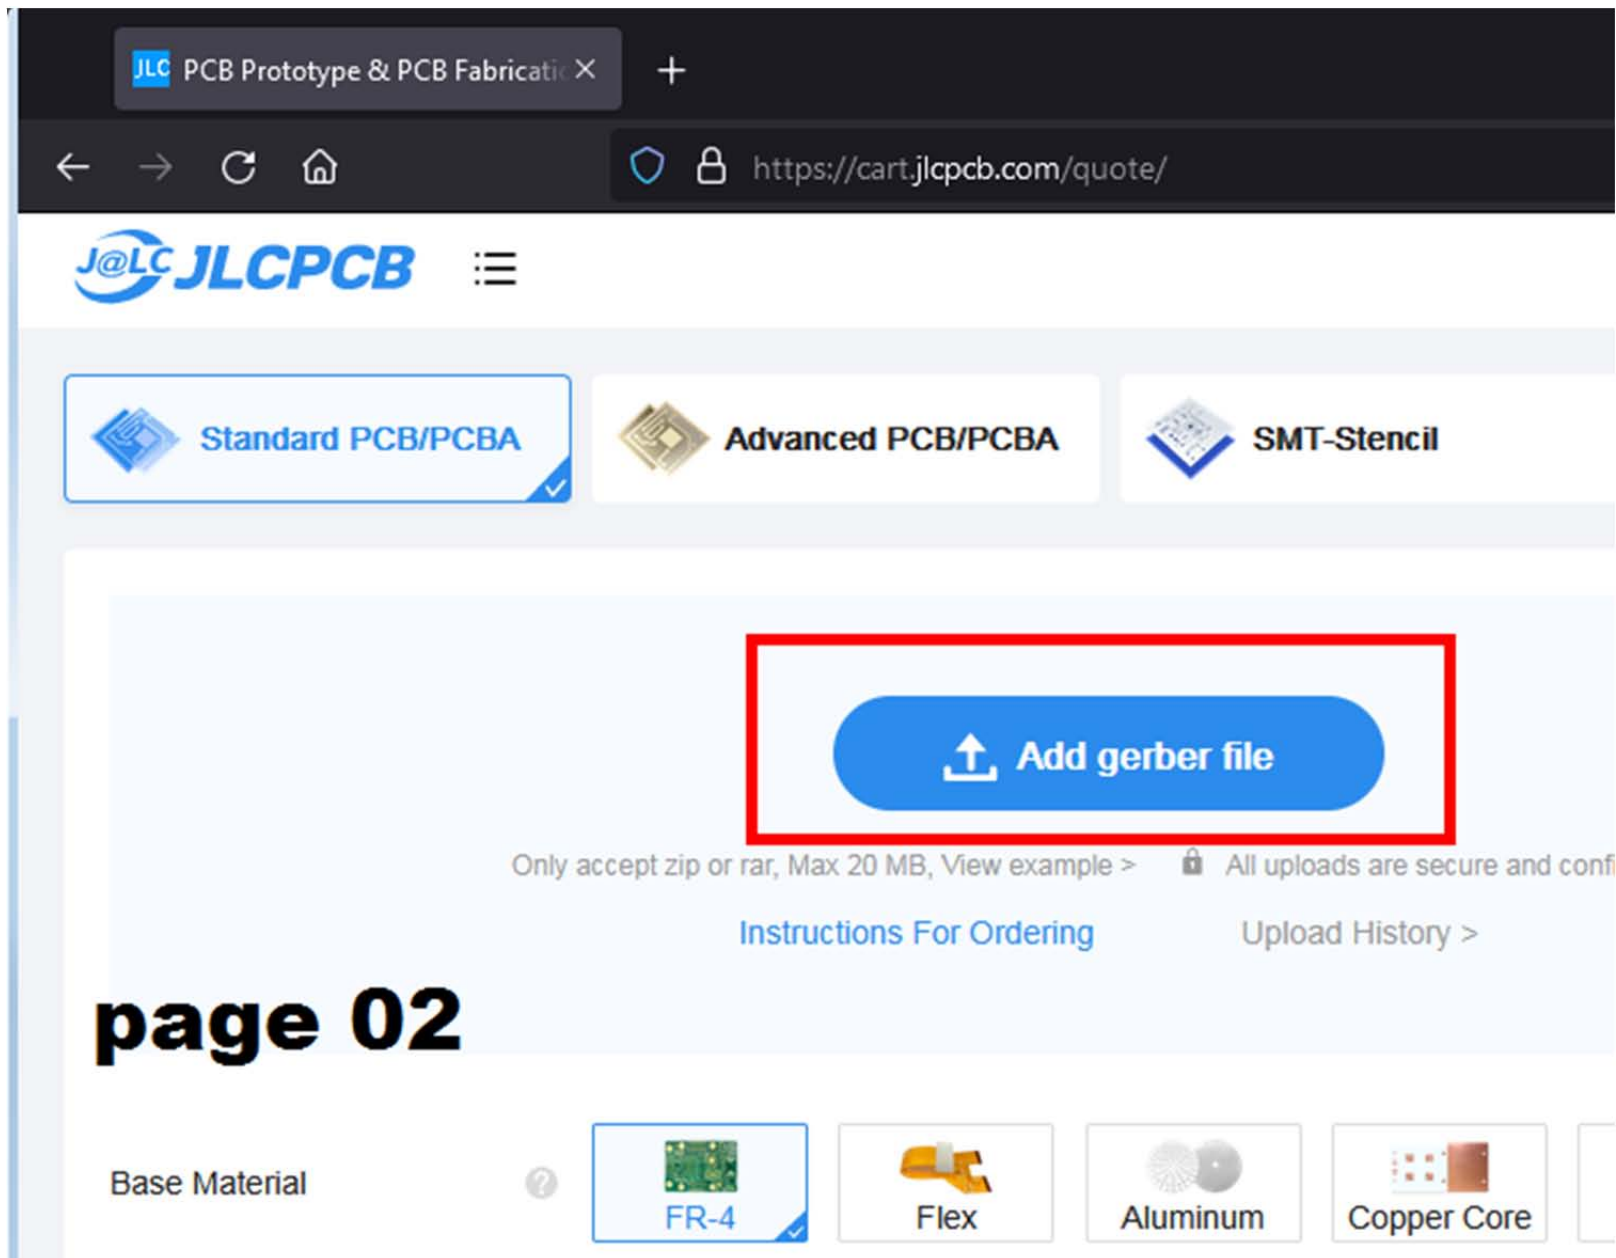 JLC PCB Prototype & PCB Fabricatio
https://cart.jlcpcb.com/quote/
J@LC JLCPCB
Standard PCB/PCBA
Advanced PCB/PCBA
SMT-Stencil
Add gerber file
Only accept zip or rar, Max 20 MB, View example >
All uploads are secure and confi
Instructions For Ordering
Upload History >
page 02
Base Material
?
FR-4
Flex
Aluminum
Copper Core